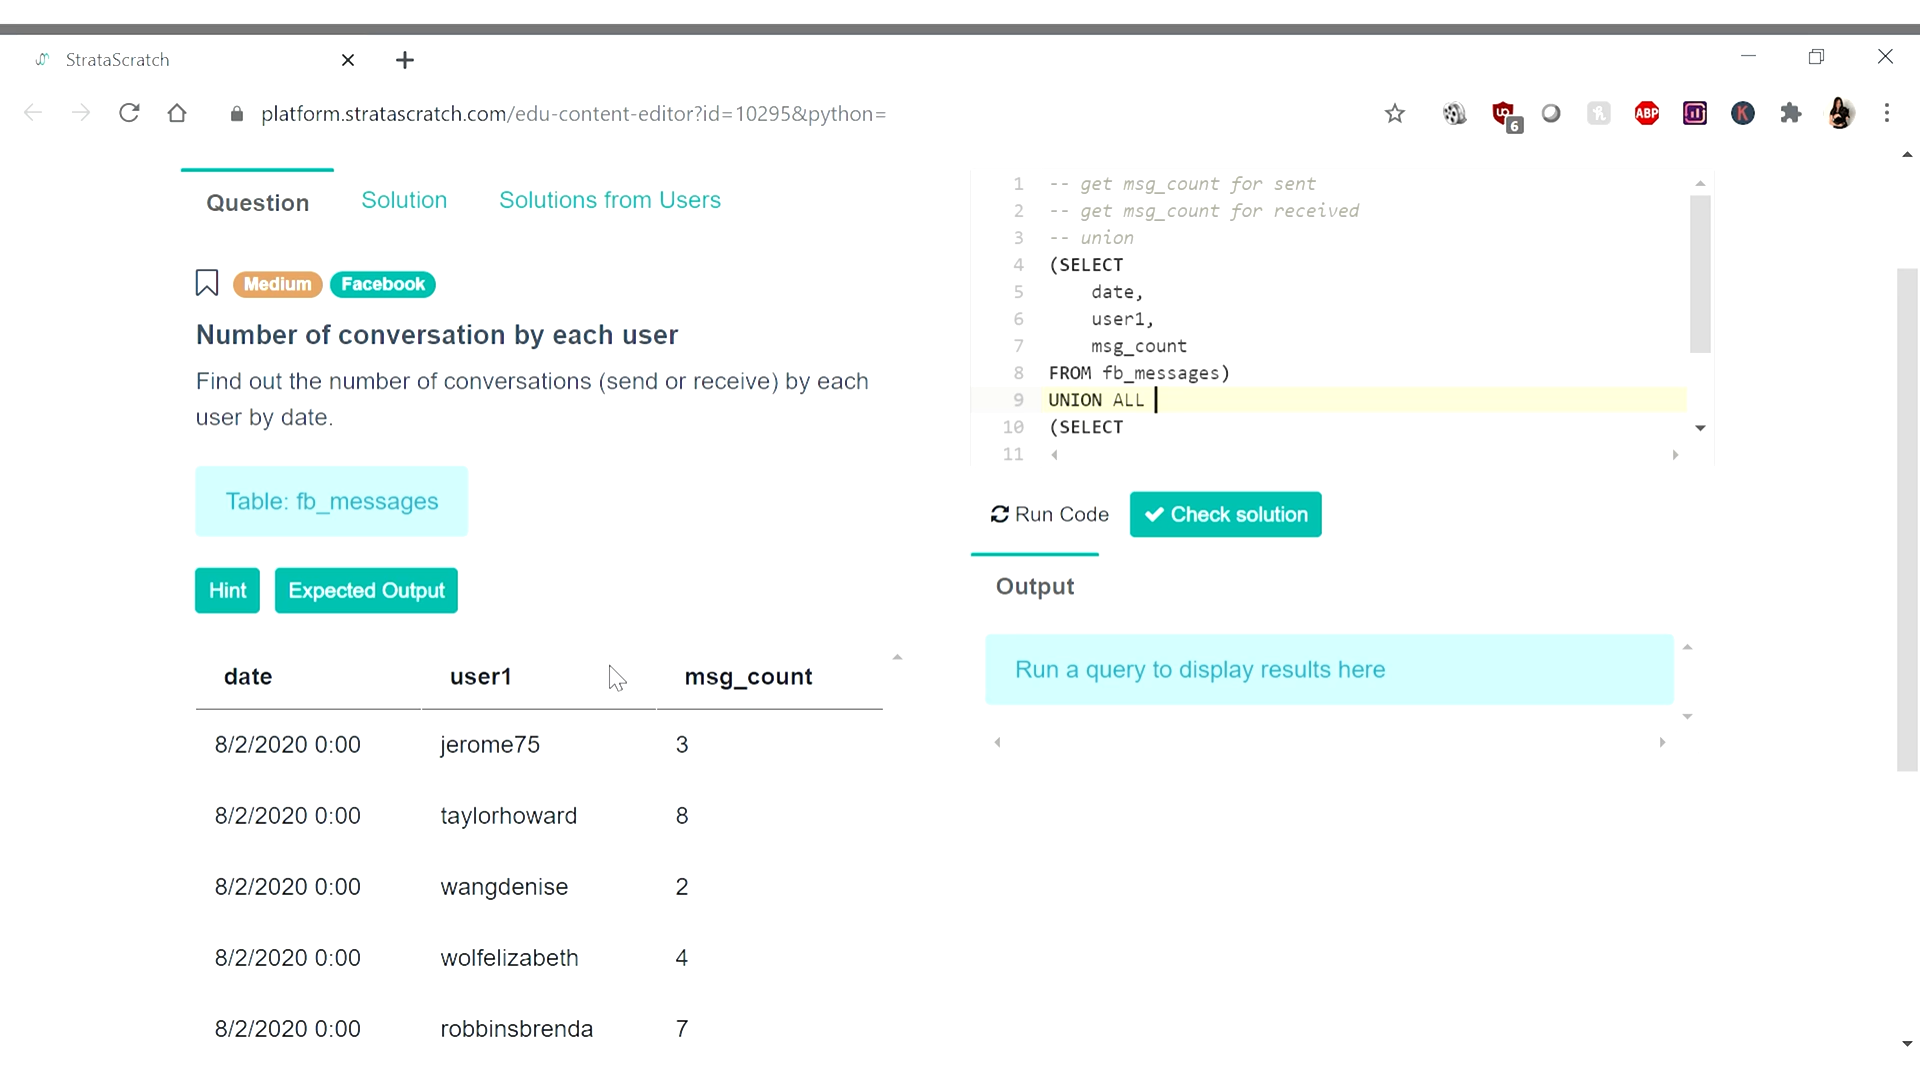 StrataScratch
platform.stratascratch.com/edu-content-editor?id=10295&python=
6
ABP
K
Question
Solution
Solutions from Users
Medium
Facebook
Number of conversation by each user
Find out the number of conversations (send or receive) by each
user by date.
Table: fb_messages
Hint
Expected Output
date user1 msg_count
8/2/2020 0:00 jerome75 3
8/2/2020 0:00 taylorhoward 8
8/2/2020 0:00 wangdenise 2
8/2/2020 0:00 wolfelizabeth 4
8/2/2020 0:00 robbinsbrenda 7
1 -- get msg_count for sent
2 -- get msg_count for received
3 -- union
4 (SELECT
5 date,
6 user1,
7 msg_count
8 FROM fb_messages)
9 UNION ALL
10 (SELECT
11
Run Code
Check solution
Output
Run a query to display results here